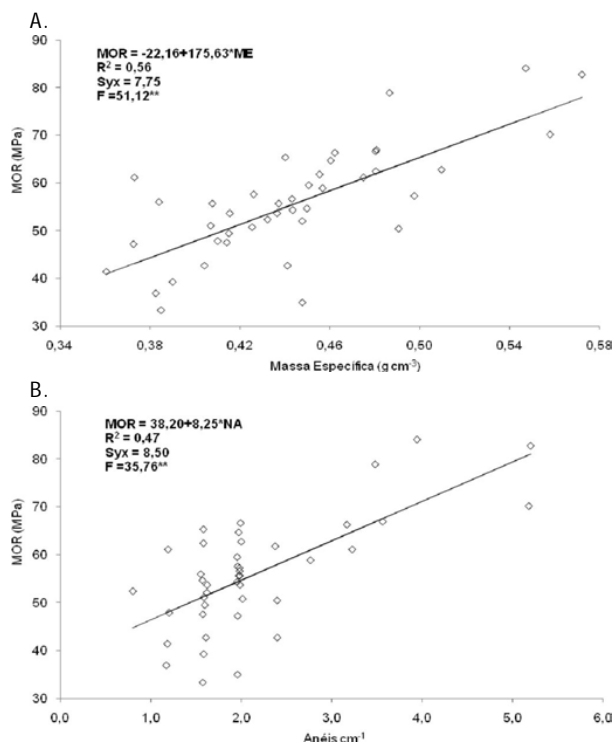 A.
MOR = -22,16+175,63*ME
R² = 0,56
Syx = 7,75
F =51,12**
90
80
70
60
50
40
30
MOR (MPa)
0,34 0,38 0,42 0,46 0,50 0,54 0,58
Massa Específica (g cm⁻³)
B.
MOR = 38,20+8,25*NA
R² = 0,47
Syx = 8,50
F =35,76**
90
80
70
60
50
40
30
MOR (MPa)
0,0 1,0 2,0 3,0 4,0 5,0 6,0
Anéis cm⁻¹